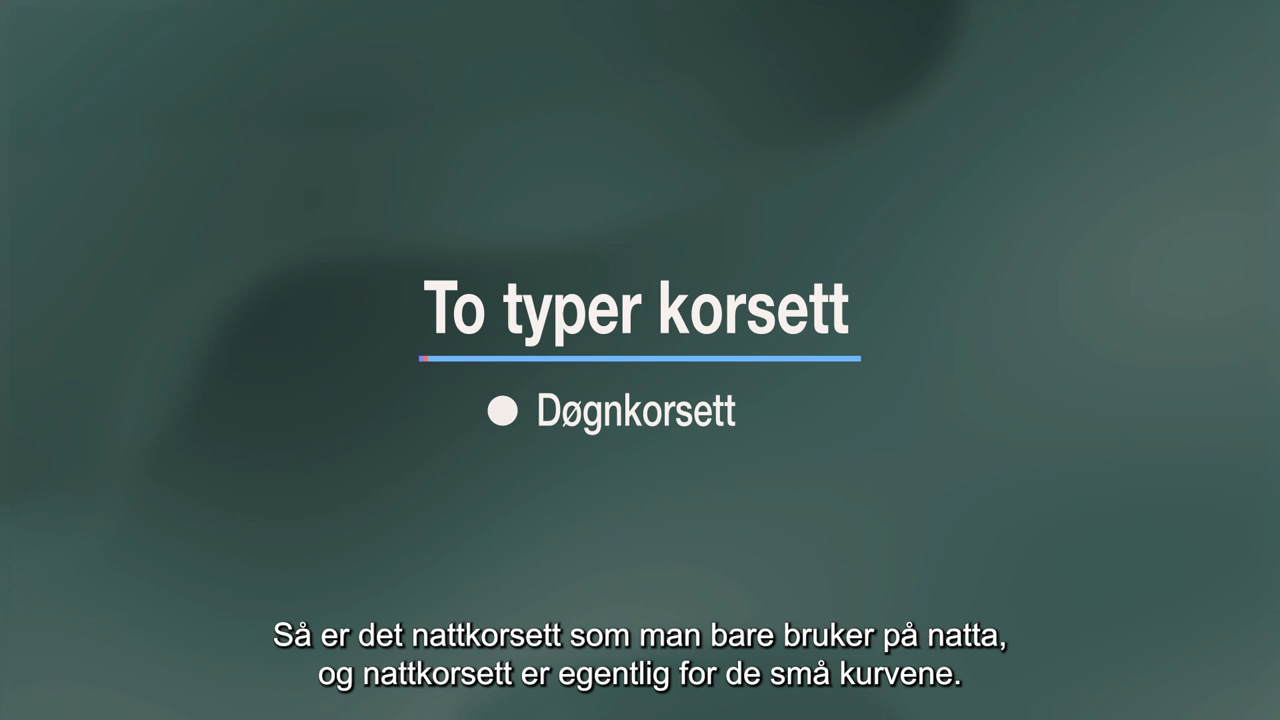 To typer korsett
Døgnkorsett
Så er det nattkorsett som man bare bruker på natta,
og nattkorsett er egentlig for de små kurvene.